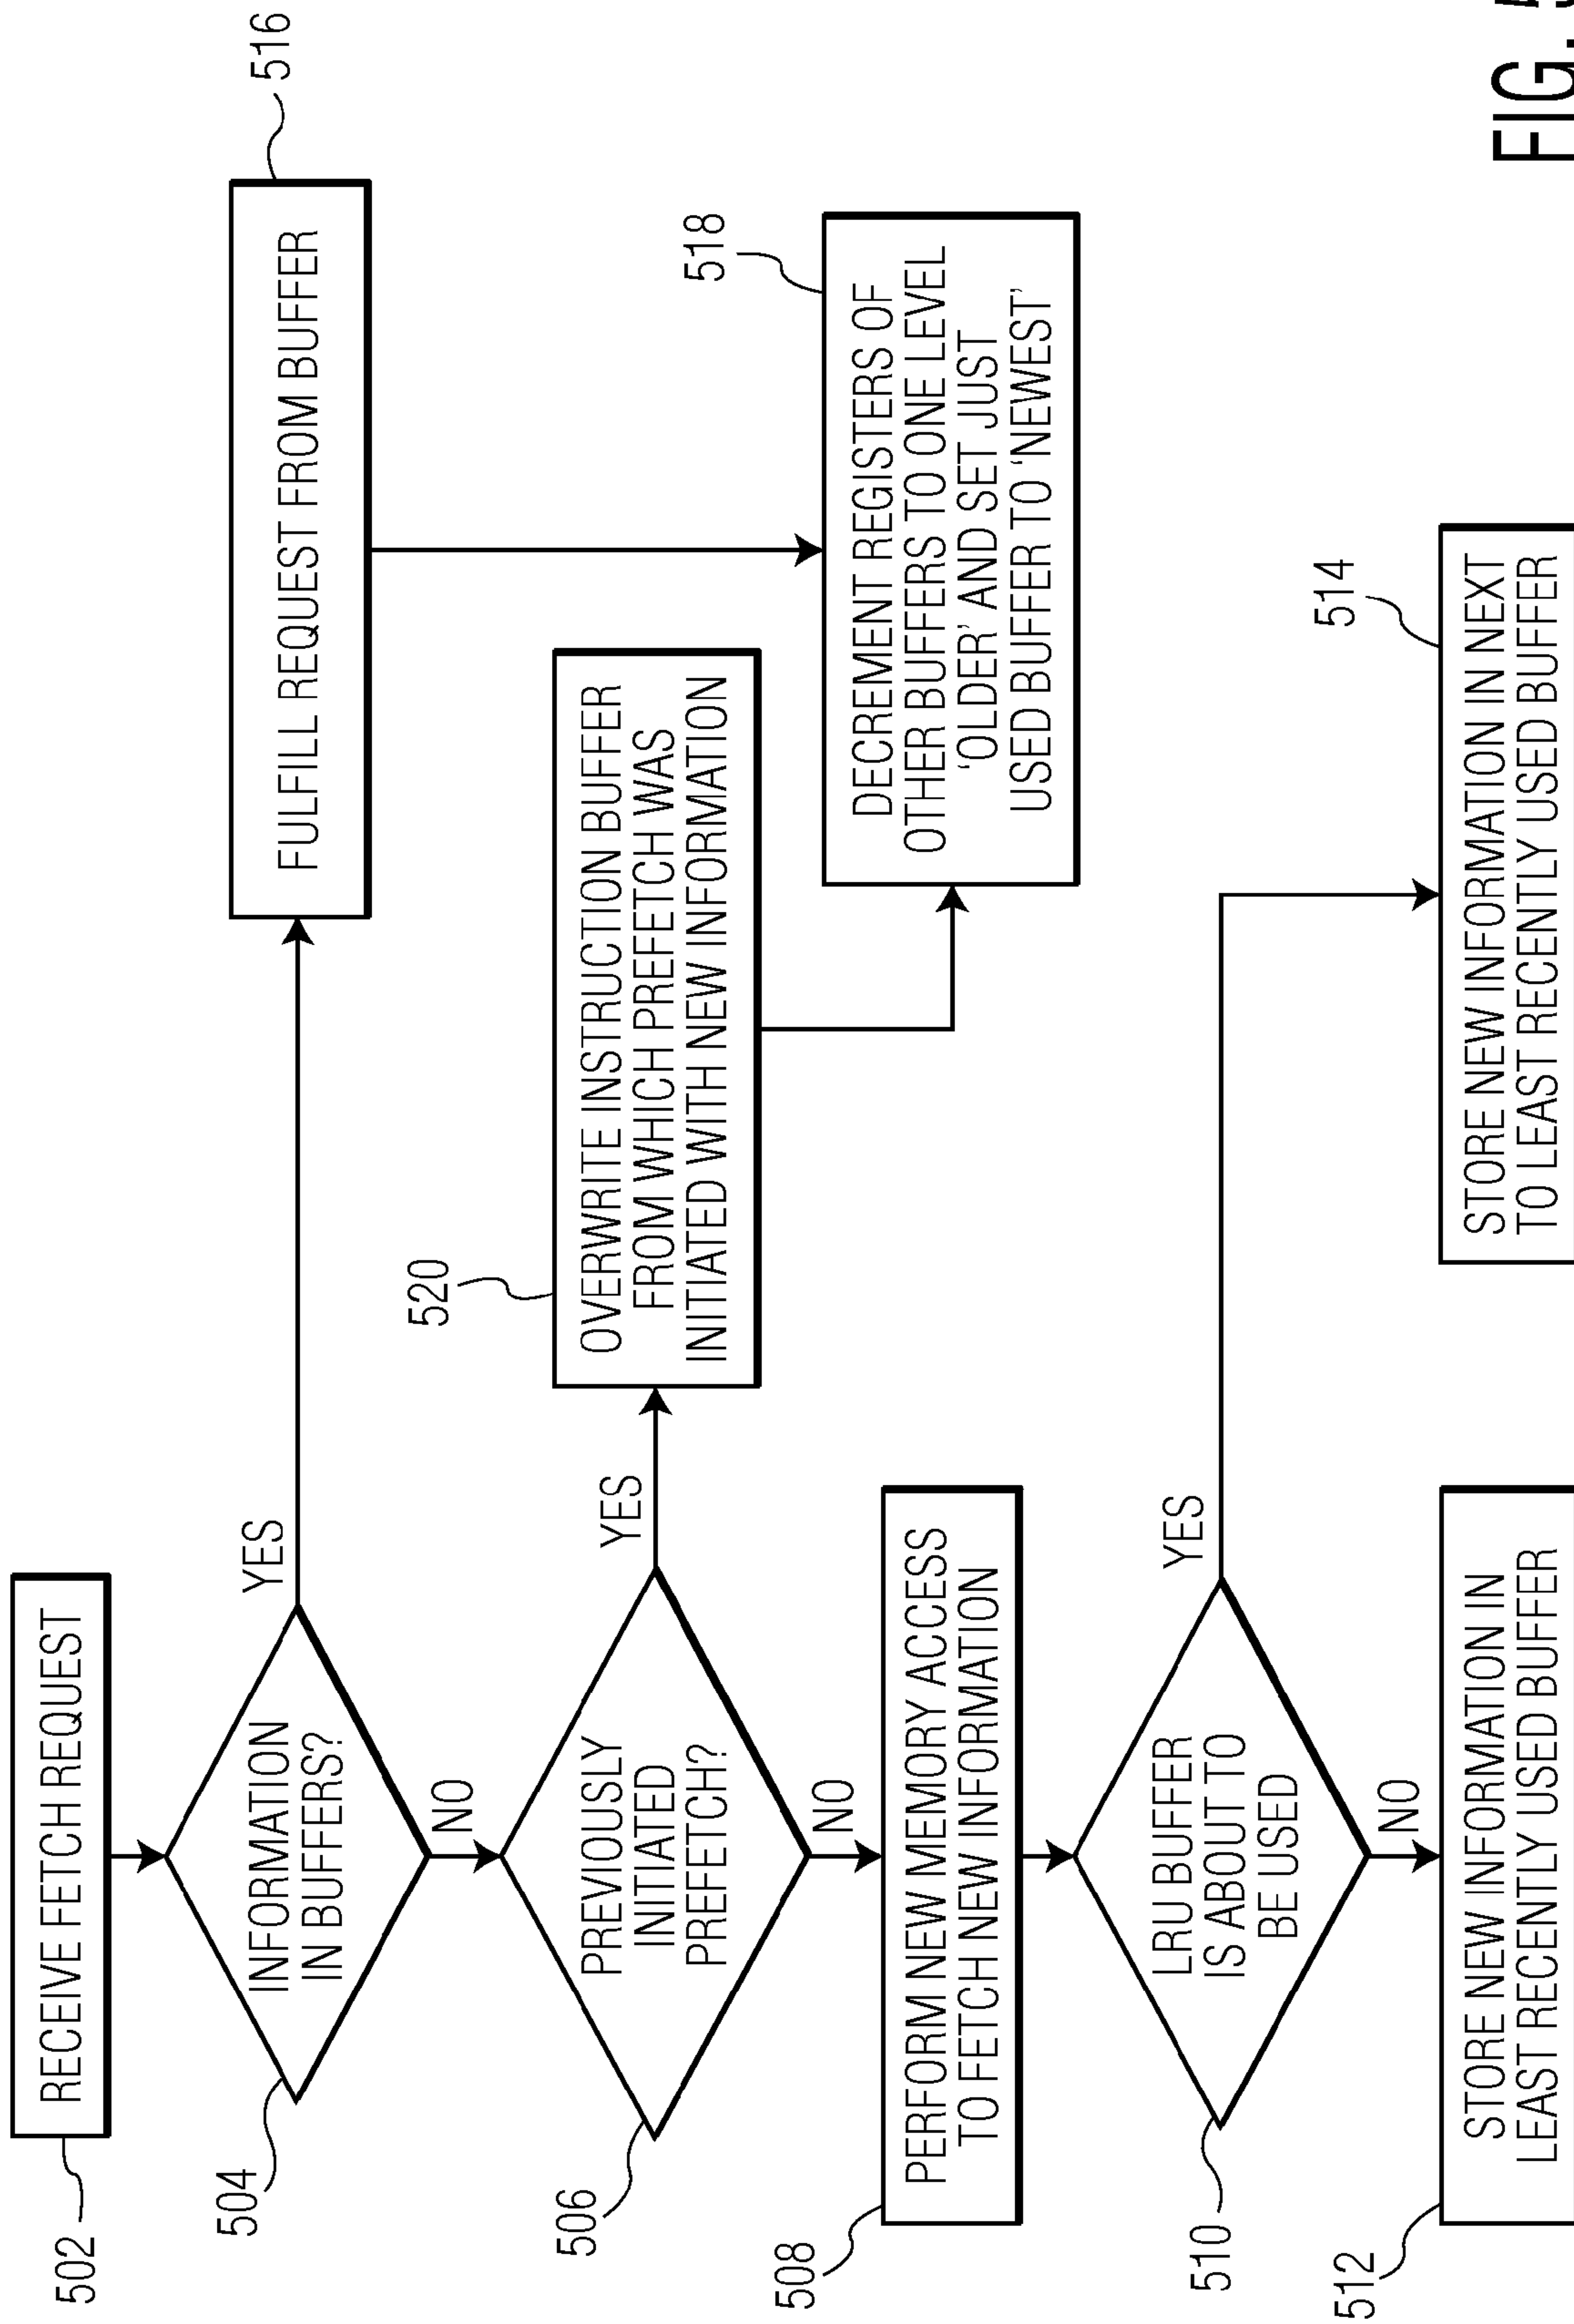 502
RECEIVE FETCH REQUEST
504
INFORMATION
IN BUFFERS?
YES
NO
FULFILL REQUEST FROM BUFFER
516
506
PREVIOUSLY
INITIATED
PREFETCH?
YES
NO
520
OVERWRITE INSTRUCTION BUFFER
FROM WHICH PREFETCH WAS
INITIATED WITH NEW INFORMATION
518
DECREMENT REGISTERS OF
OTHER BUFFERS TO ONE LEVEL
'OLDER' AND SET JUST
USED BUFFER TO 'NEWEST'
508
PERFORM NEW MEMORY ACCESS
TO FETCH NEW INFORMATION
510
LRU BUFFER
IS ABOUT TO
BE USED
YES
NO
512
STORE NEW INFORMATION IN
LEAST RECENTLY USED BUFFER
514
STORE NEW INFORMATION IN NEXT
TO LEAST RECENTLY USED BUFFER
FIG.